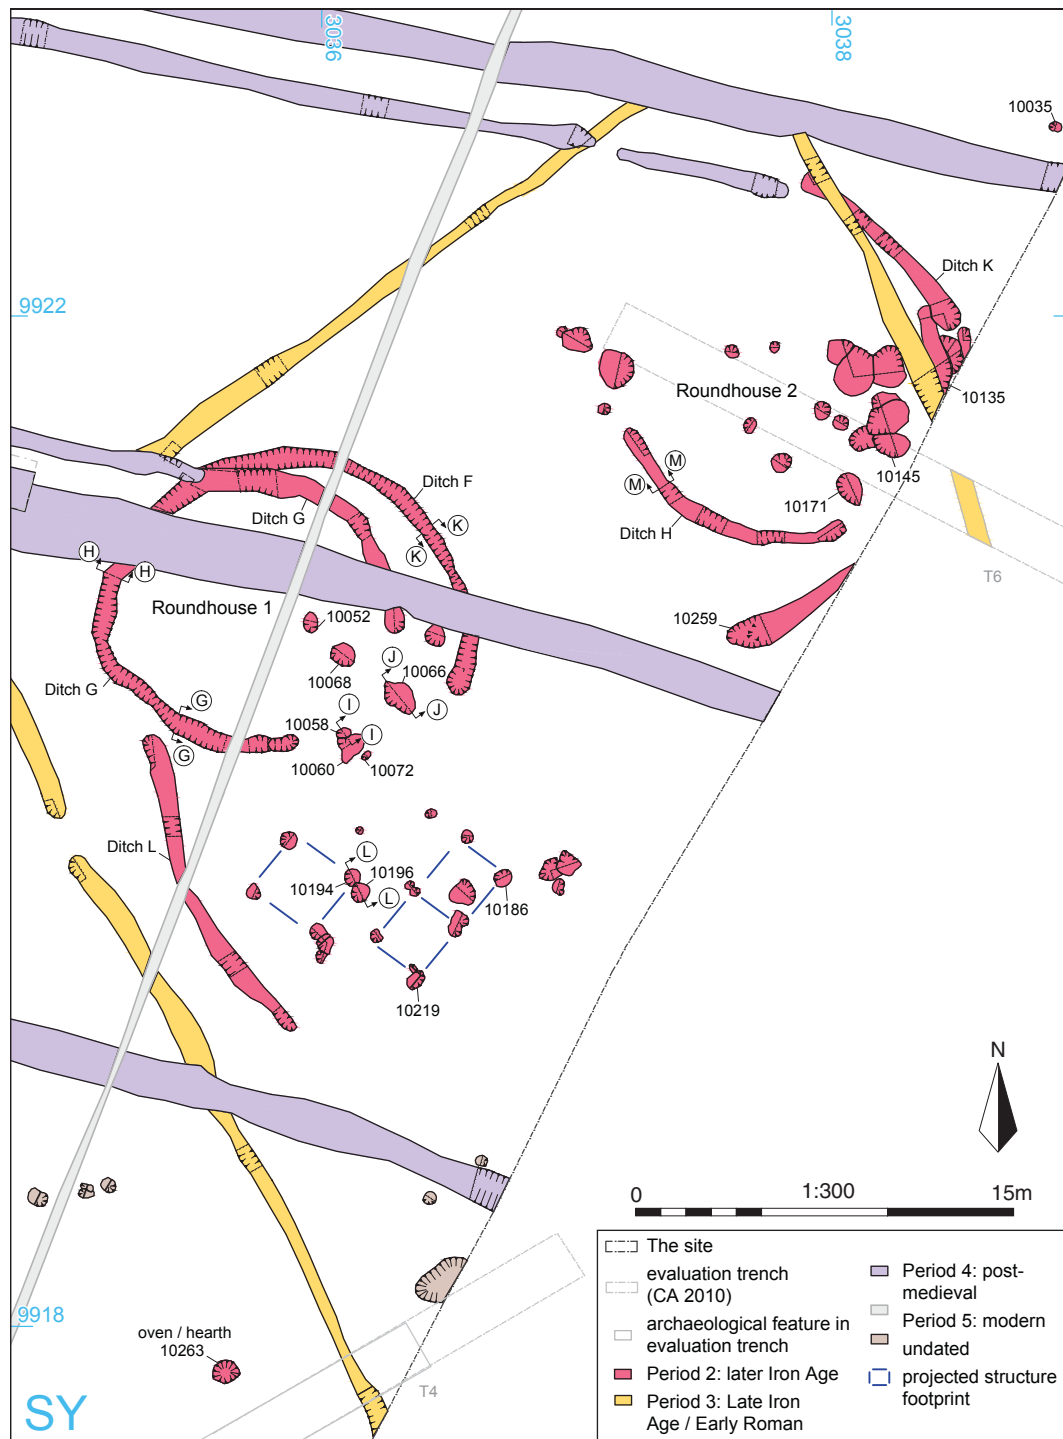 3036
3038
10035
Ditch K
9922
Roundhouse 2
10135
10145
Ditch F
M
M
10171
Ditch G
K
K
Ditch H
T6
H
H
Roundhouse 1
10052
10259
10068
J
10066
Ditch G
J
G
I
10058
I
G
10060
10072
Ditch L
L
10196
10194
L
10186
10219
N
0
1:300
15m
The site
evaluation trench
(CA 2010)
archaeological feature in
evaluation trench
Period 2: later Iron Age
Period 3: Late Iron
Age / Early Roman
Period 4: post-
medieval
Period 5: modern
undated
projected structure
footprint
9918
oven / hearth
10263
T4
SY